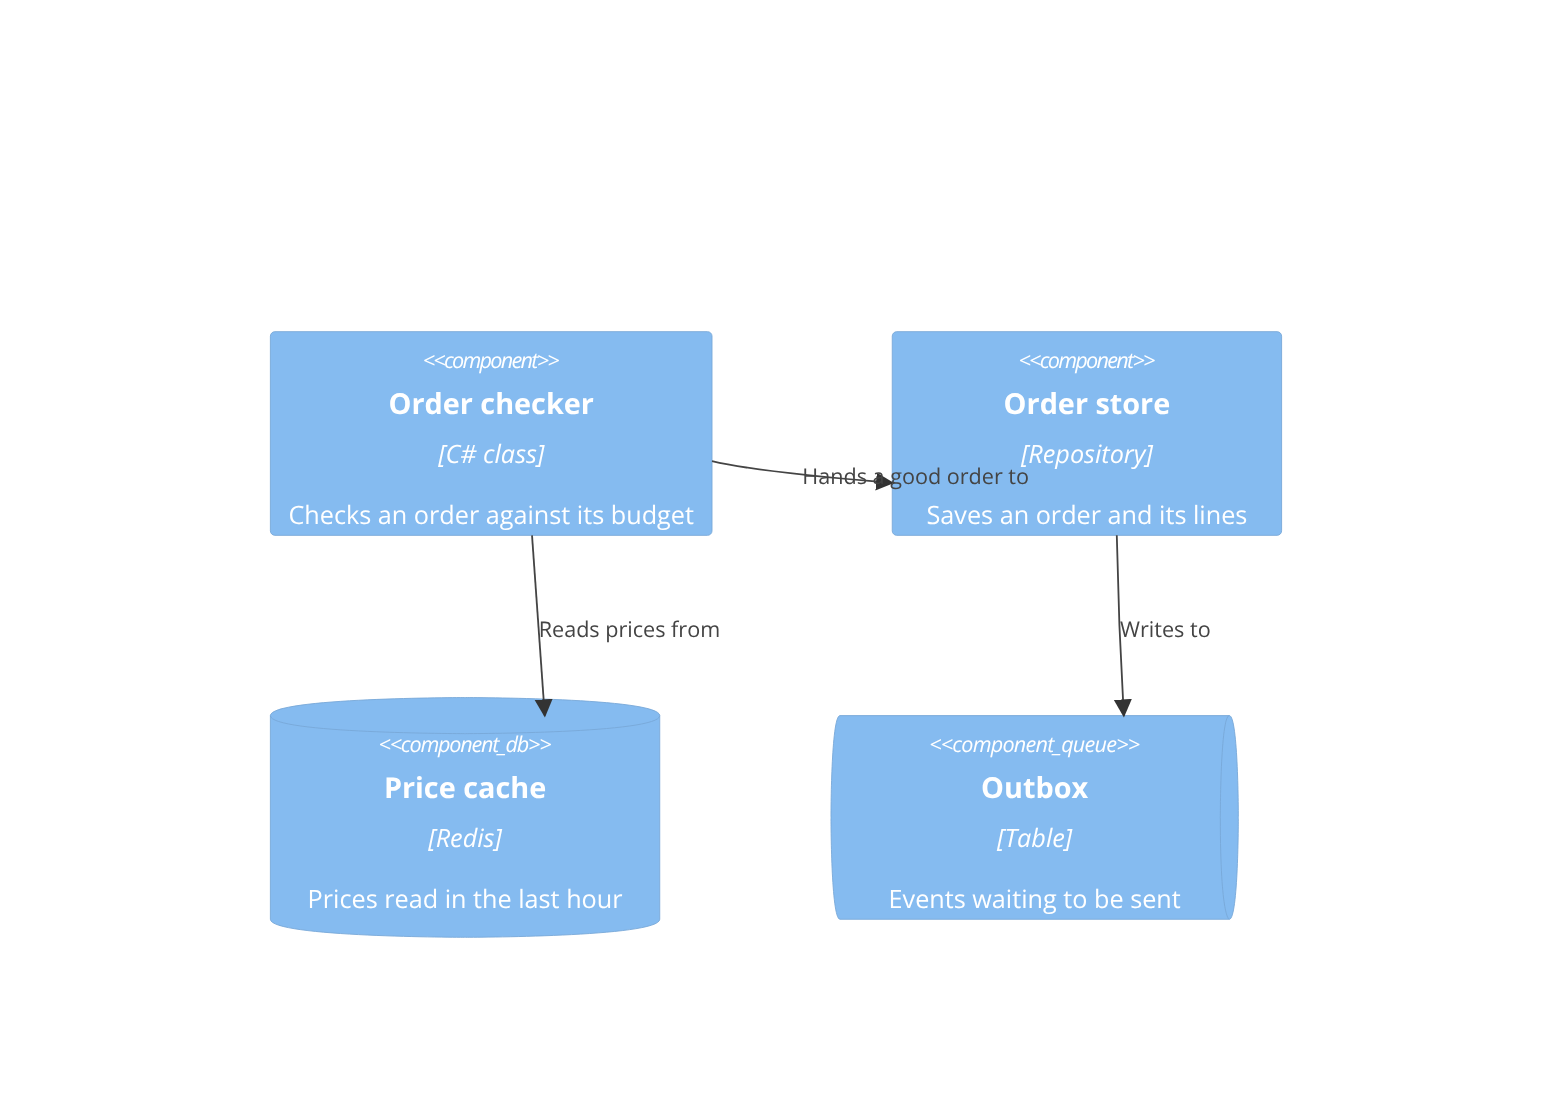 <<component>>
Order checker
[C# class]
Checks an order against its budget
<<component>>
Order store
[Repository]
Saves an order and its lines
Hands a good order to
Reads prices from
Writes to
<<component_db>>
Price cache
[Redis]
Prices read in the last hour
<<component_queue>>
Outbox
[Table]
Events waiting to be sent